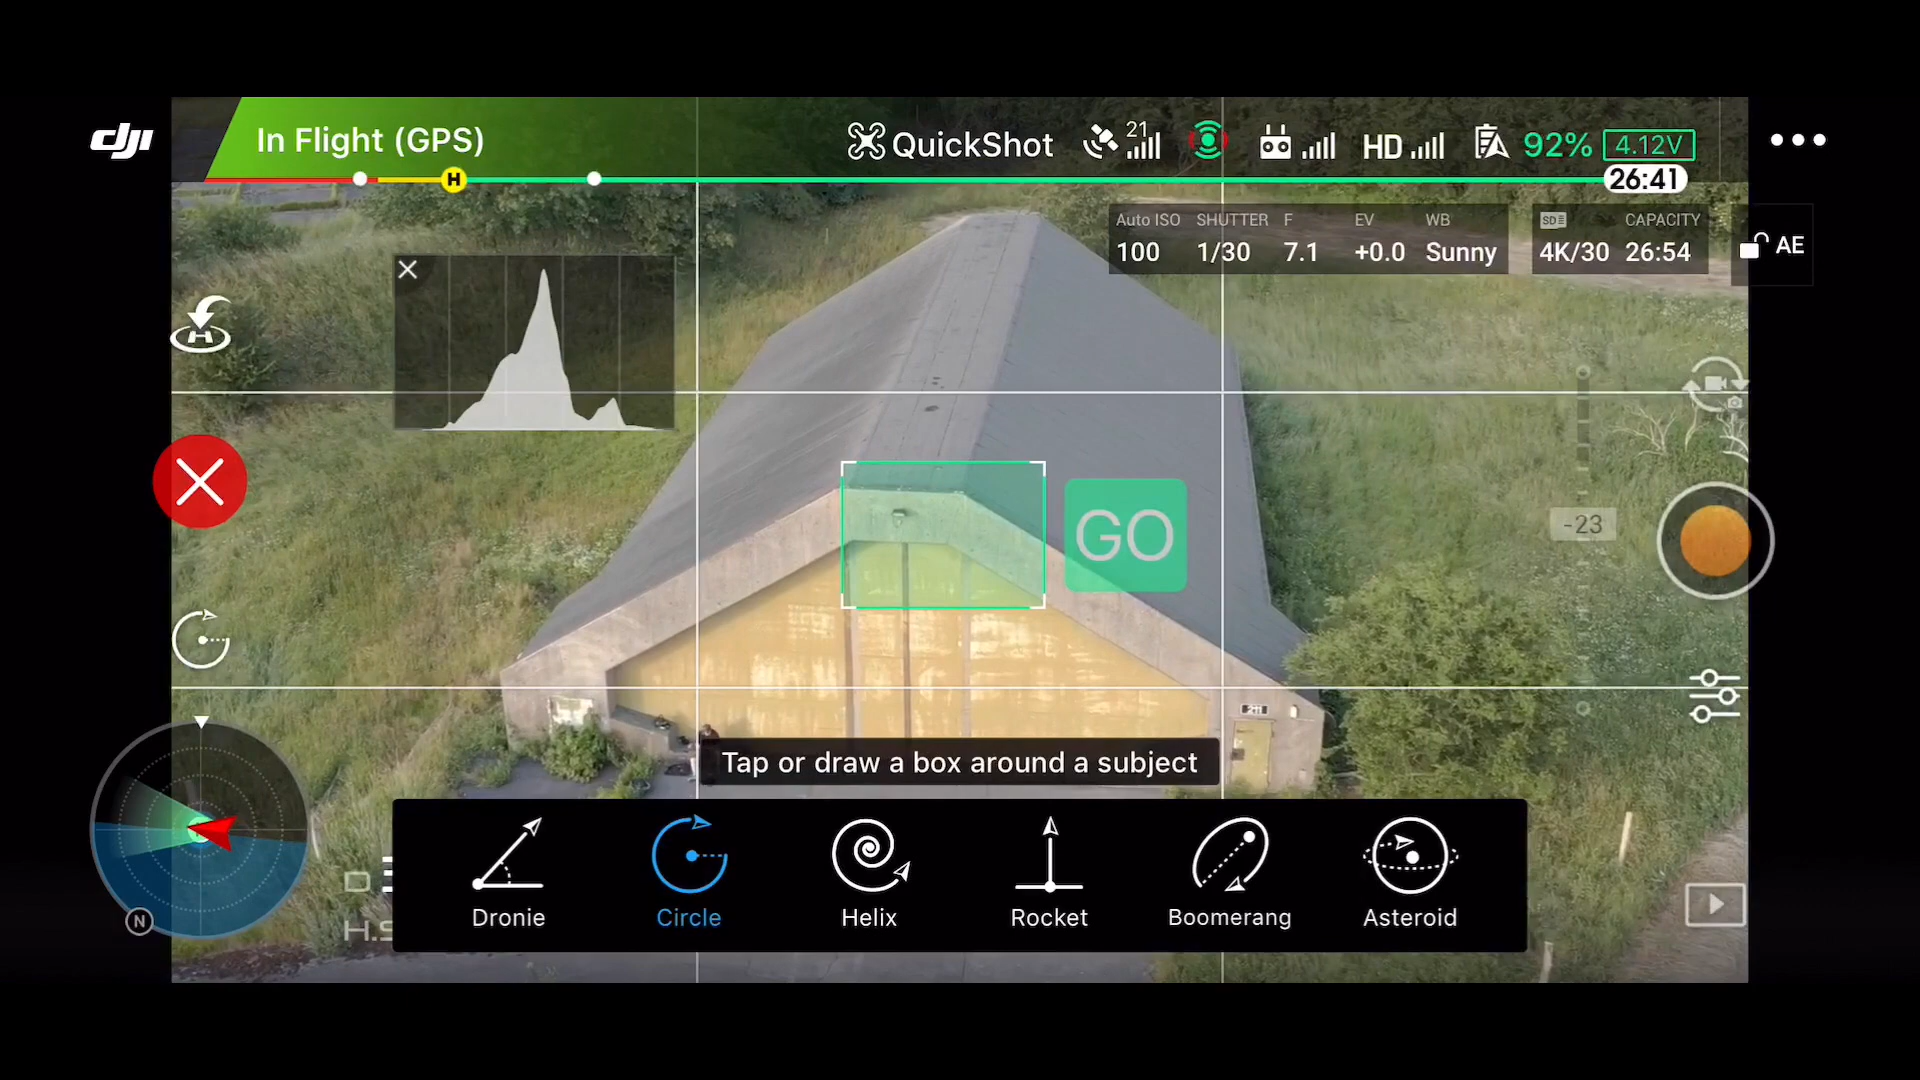 dji
In Flight (GPS)
QuickShot
21
HD
92%
4.12V
H
26:41
Auto ISO SHUTTER F EV WB
100 1/30 7.1 +0.0 Sunny
SD CAPACITY
4K/30 26:54
AE
H
GO
-23
211
Tap or draw a box around a subject
N
D
H.S
Dronie Circle Helix Rocket Boomerang Asteroid